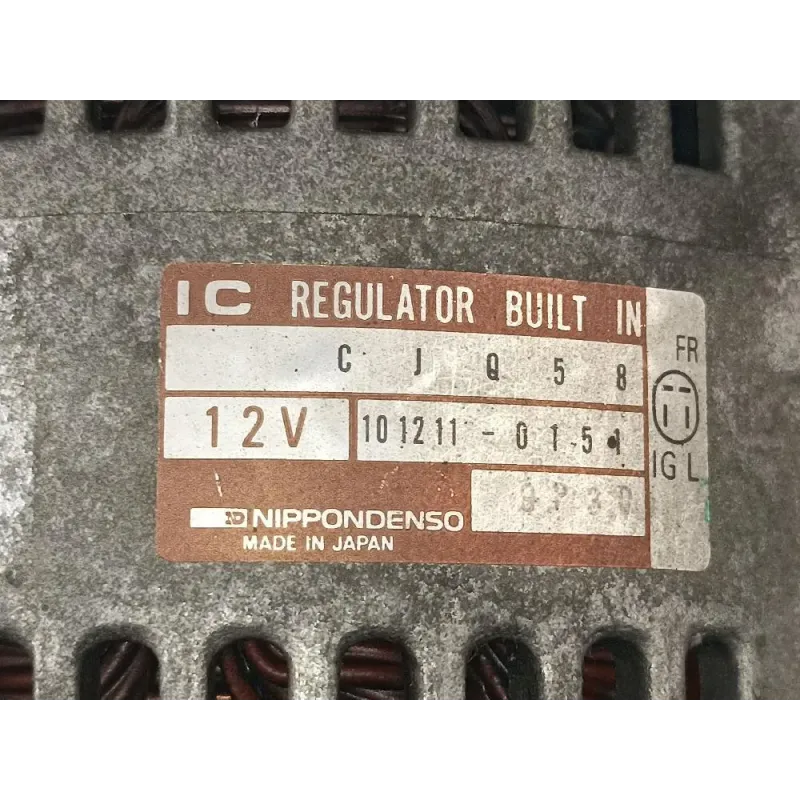 IC REGULATOR BUILT IN
FR
C J Q 5 8
12V
101211-0151
IG L
NIPPONDENSO
MADE IN JAPAN